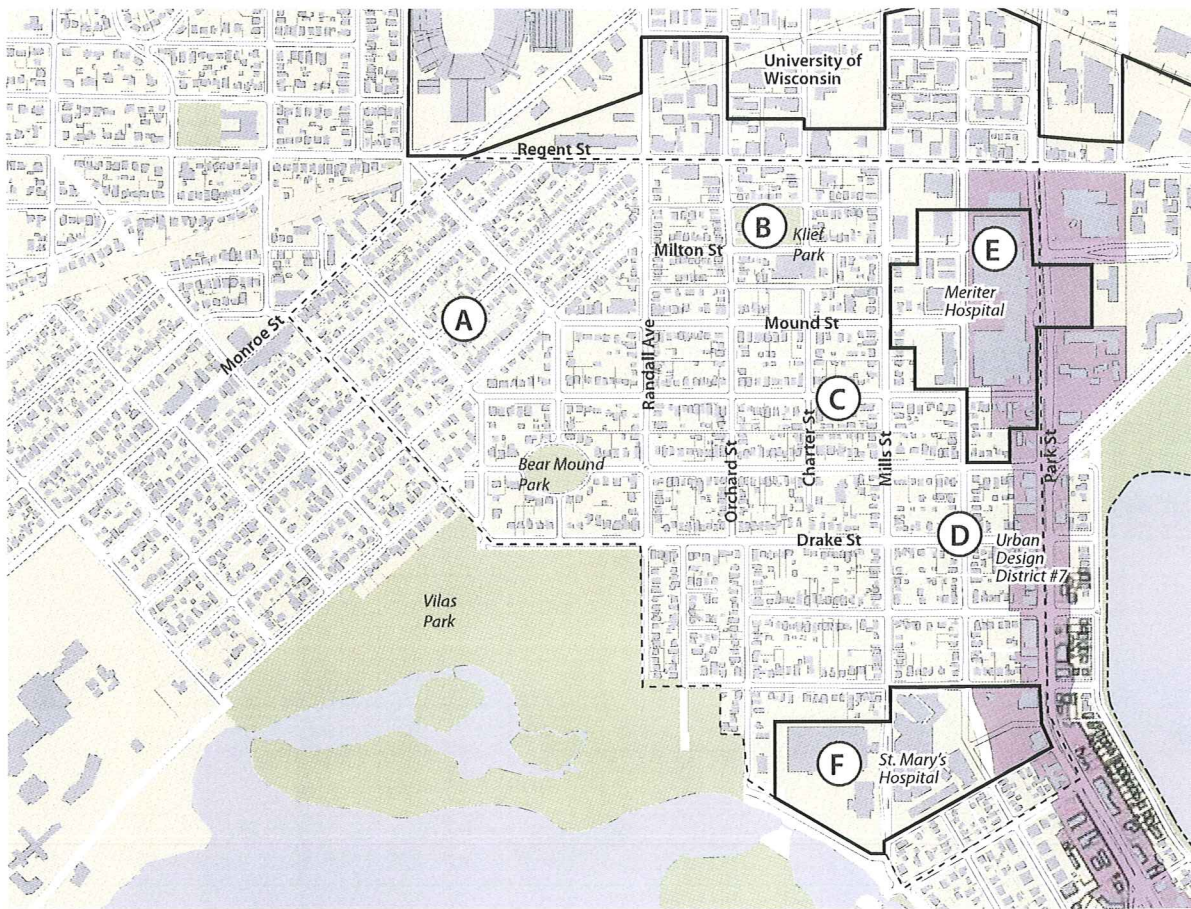 University of
Wisconsin
Regent St
B
Klief
Park
E
Milton St
Meriter
Hospital
A
Mound St
Monroe St
Randall Ave
C
Charter St
Mills St
Park St
Orchard St
Bear Mound
Park
D
Drake St
Urban
Design
District #7
Vilas
Park
F
St. Mary's
Hospital